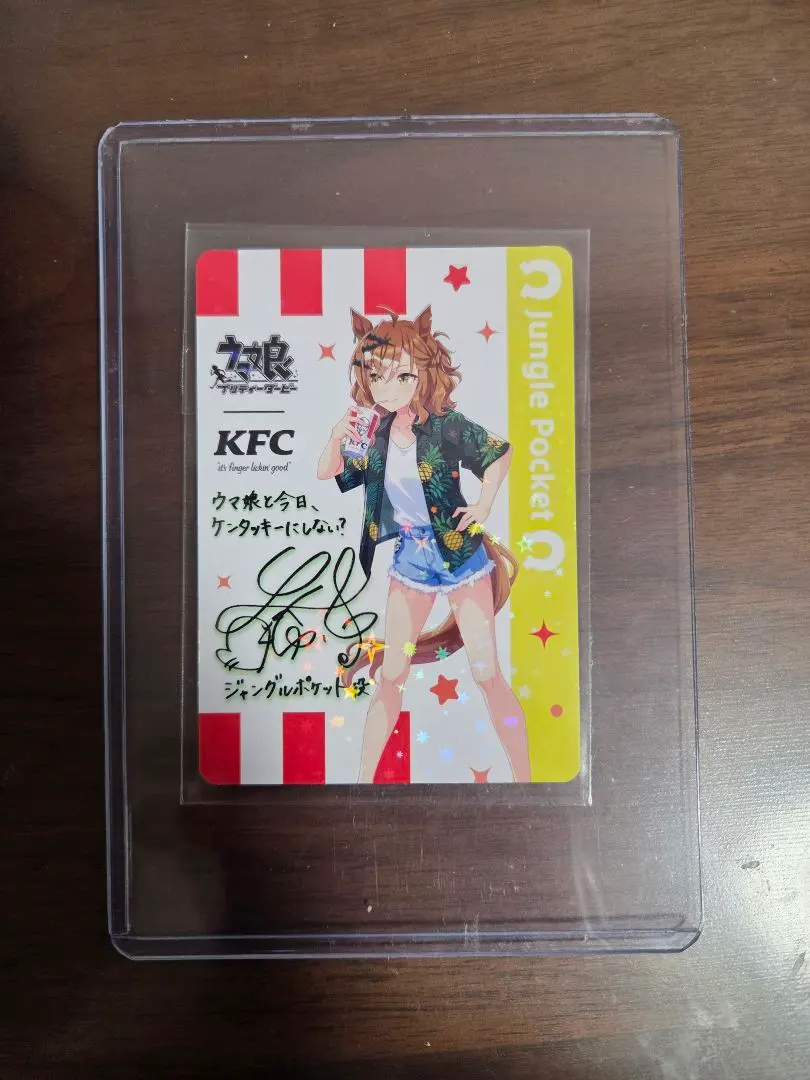 ウマ娘
プリティーダービー
KFC
"it's finger lickin' good"
ウマ娘と今日、
ケンタッキーにしない?
ジャングルポケット役
Jungle Pocket
KFC